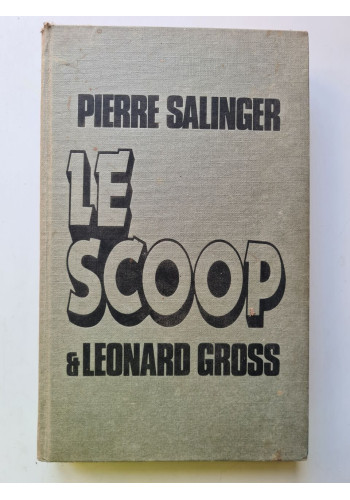 PIERRE SALINGER
LE
SCOOP
& LEONARD GROSS